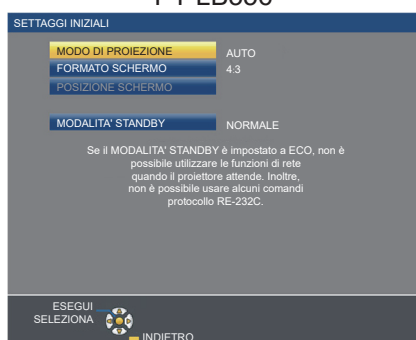 SETTAGGI INIZIALI
MODO DI PROIEZIONE AUTO
FORMATO SCHERMO 4:3
POSIZIONE SCHERMO
MODALITA' STANDBY NORMALE
Se il MODALITA' STANDBY è impostato a ECO, non è
possibile utilizzare le funzioni di rete
quando il proiettore attende. Inoltre,
non è possibile usare alcuni comandi
protocollo RE-232C.
ESEGUI
SELEZIONA
INDIETRO